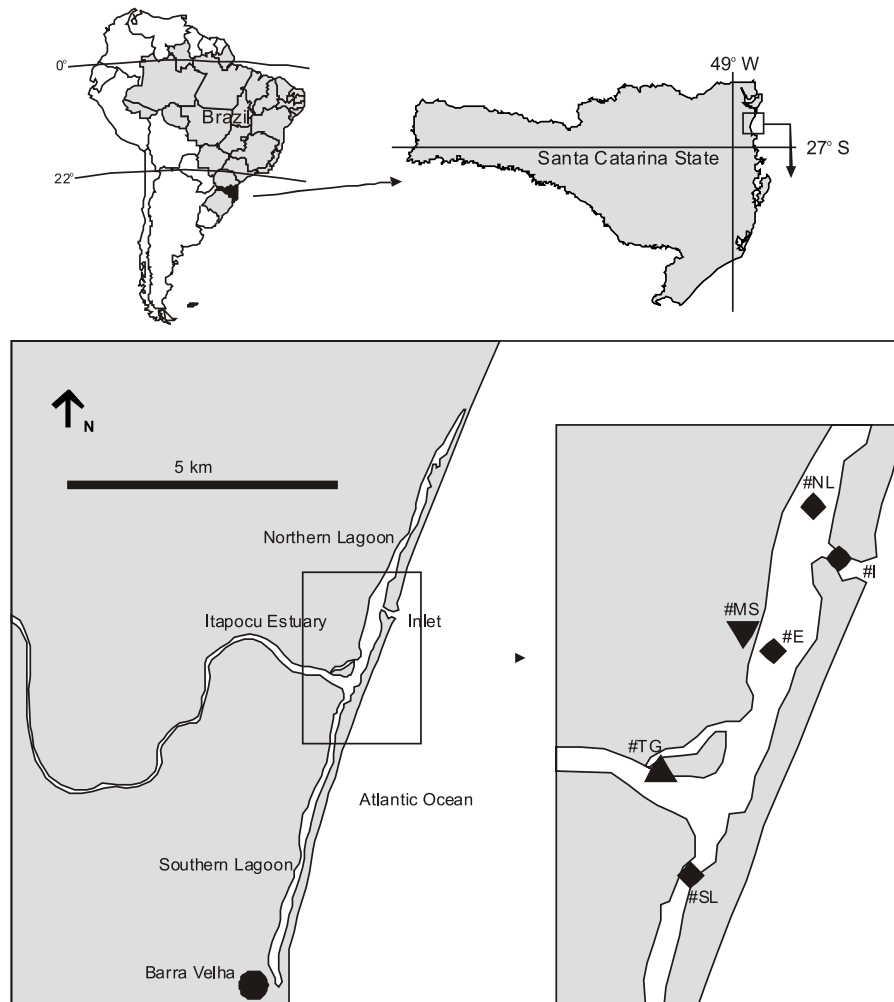 49° W
0°
Brazil
27° S
Santa Catarina State
22°
N
5 km
#NL
Northern Lagoon
#I
#MS
Itapocu Estuary
Inlet
#E
#TG
Atlantic Ocean
Southern Lagoon
#SL
Barra Velha